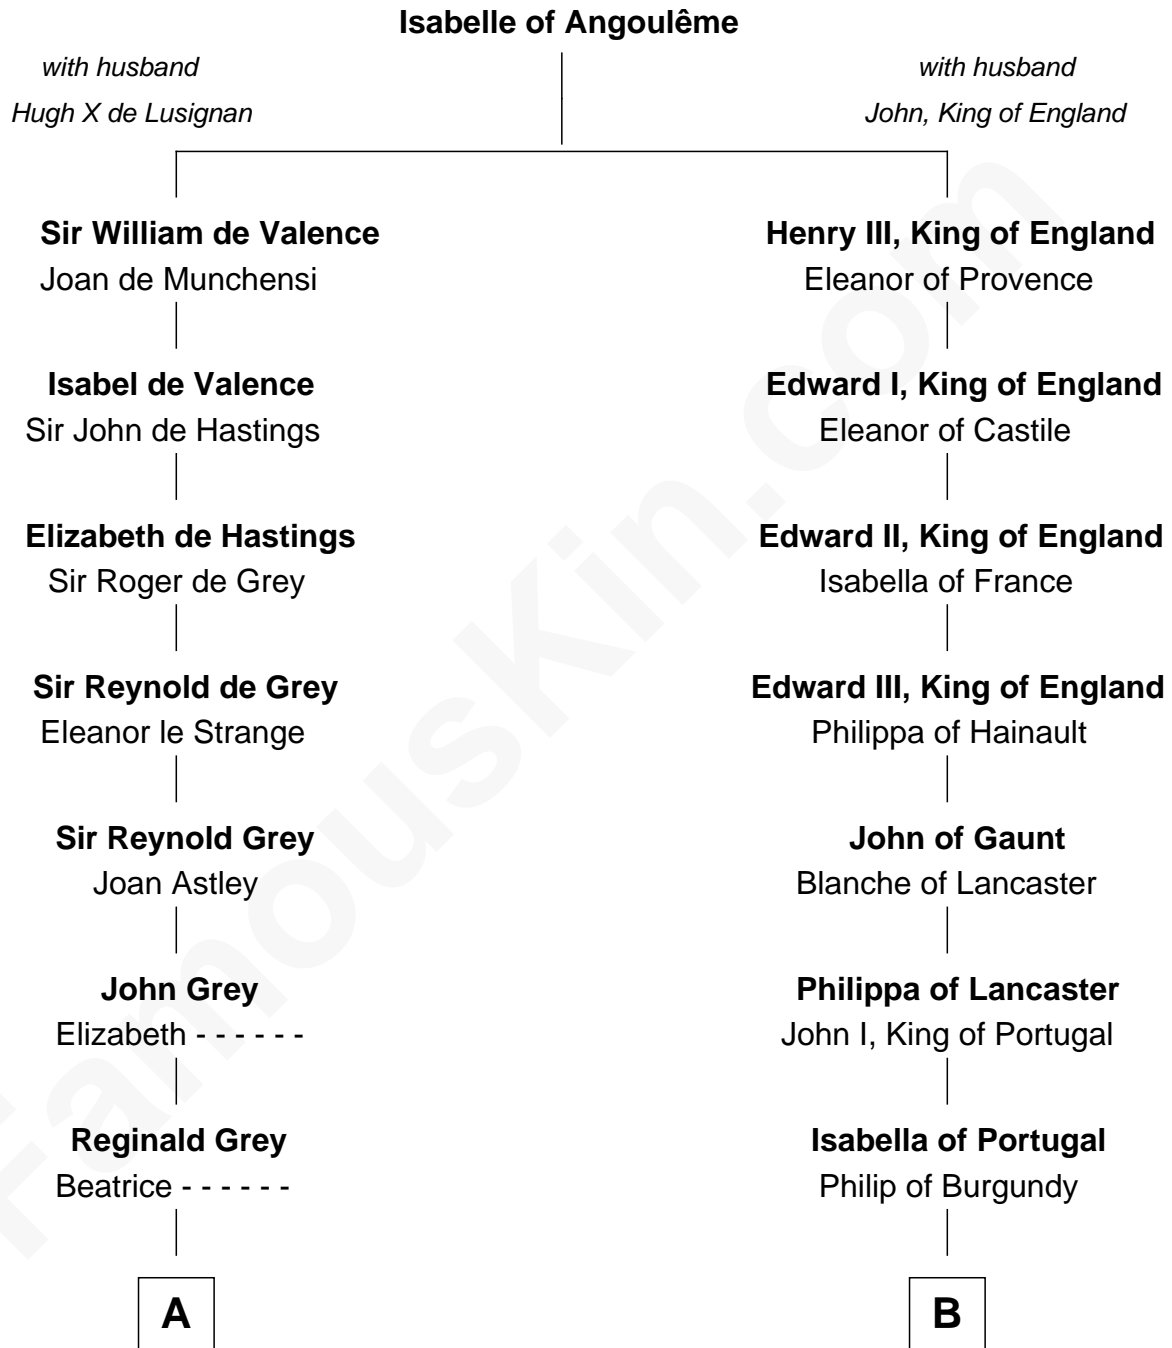 Isabelle of Angoulême
with husband
Hugh X de Lusignan
with husband
John, King of England
Sir William de Valence
Joan de Munchensi
Henry III, King of England
Eleanor of Provence
Isabel de Valence
Sir John de Hastings
Edward I, King of England
Eleanor of Castile
Elizabeth de Hastings
Sir Roger de Grey
Edward II, King of England
Isabella of France
Sir Reynold de Grey
Eleanor le Strange
Edward III, King of England
Philippa of Hainault
Sir Reynold Grey
Joan Astley
John of Gaunt
Blanche of Lancaster
John Grey
Elizabeth - - - - - -
Philippa of Lancaster
John I, King of Portugal
Reginald Grey
Beatrice - - - - - -
Isabella of Portugal
Philip of Burgundy
A
B
FamousKin.com